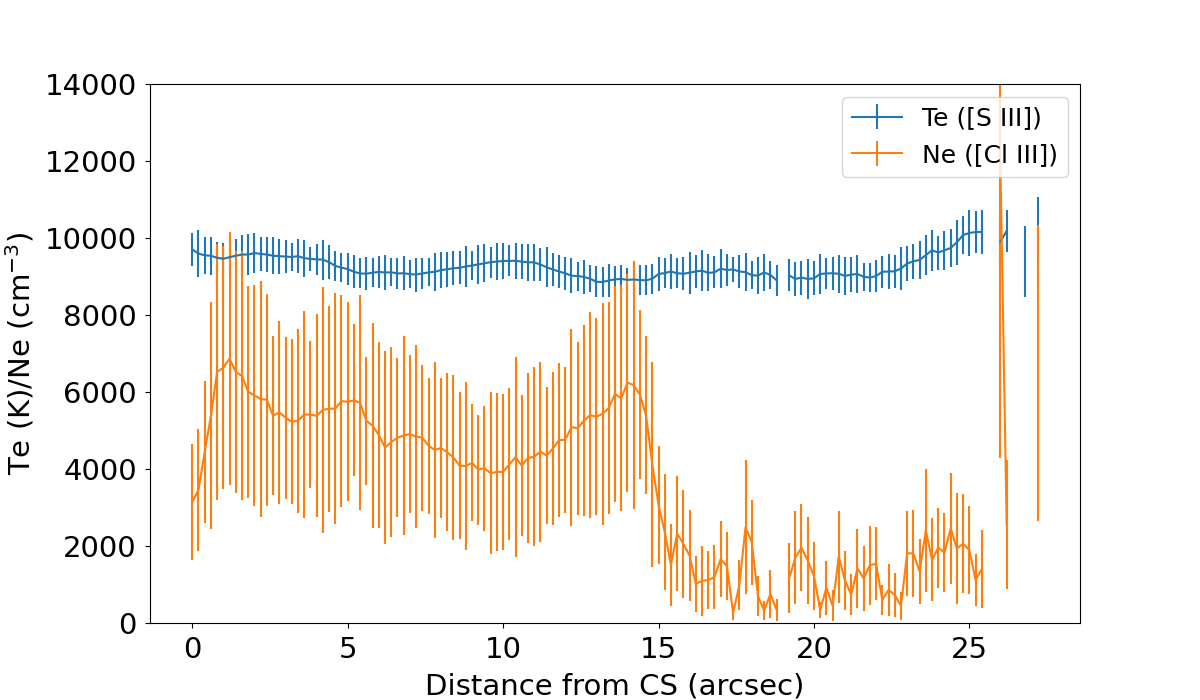 14000
12000
10000
8000
6000
4000
2000
0
Te (K)/Ne (cm⁻³)
Te ([S III])
Ne ([Cl III])
0 5 10 15 20 25
Distance from CS (arcsec)